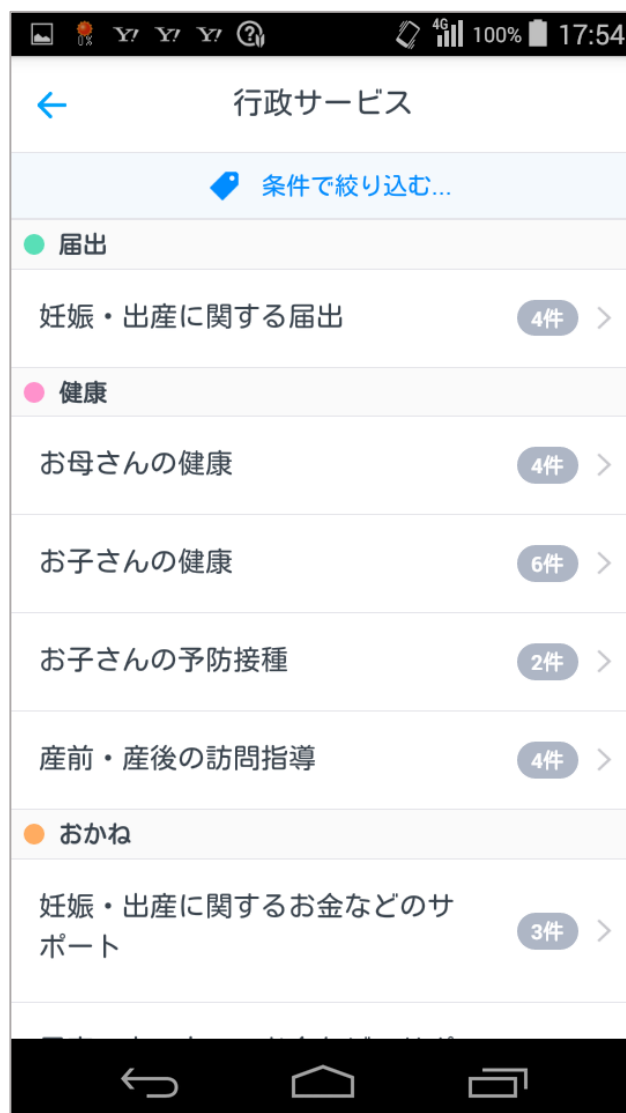 0%
Y! Y! Y!
4G
100%
17:54
行政サービス
条件で絞り込む...
届出
妊娠・出産に関する届出
4件
健康
お母さんの健康
4件
お子さんの健康
6件
お子さんの予防接種
2件
産前・産後の訪問指導
4件
おかね
妊娠・出産に関するお金などのサ
ポート
3件